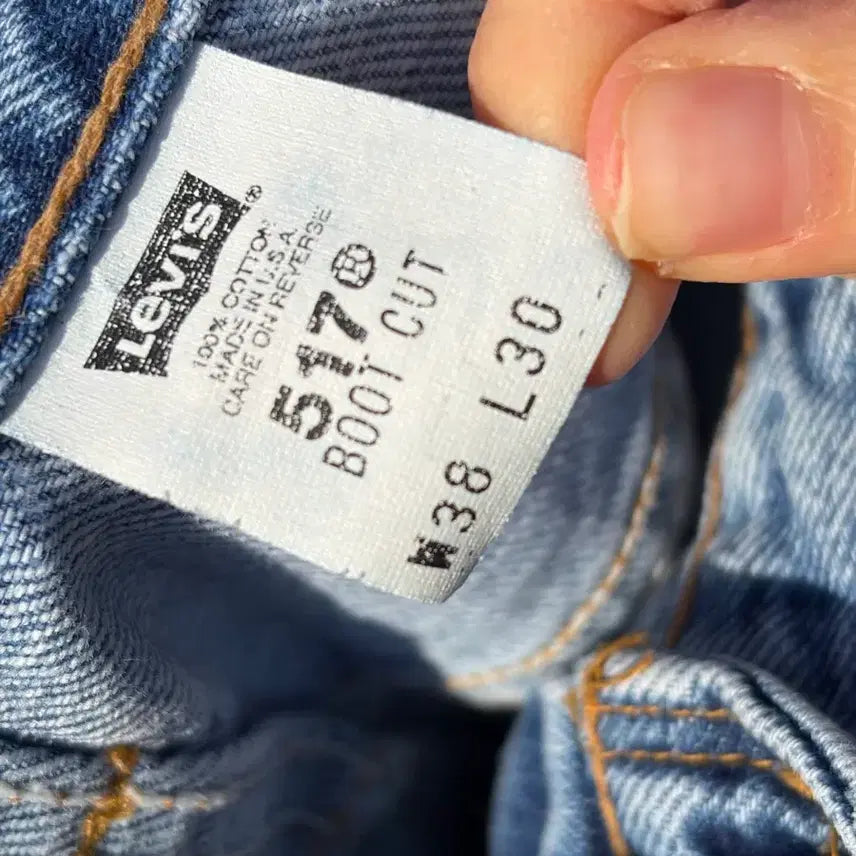 Levi's®
100% COTTON
MADE IN U.S.A.
CARE ON REVERSE
517®
BOOT CUT
W38 L30